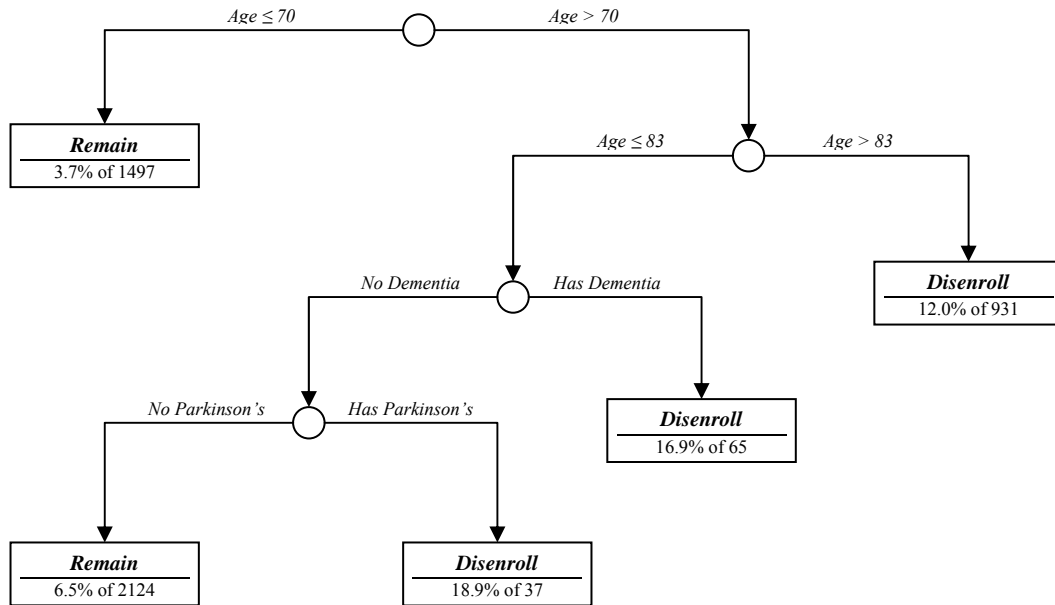 Age ≤ 70
Age > 70
Remain
3.7% of 1497
Age ≤ 83
Age > 83
Disenroll
12.0% of 931
No Dementia
Has Dementia
Disenroll
16.9% of 65
No Parkinson’s
Has Parkinson’s
Remain
6.5% of 2124
Disenroll
18.9% of 37